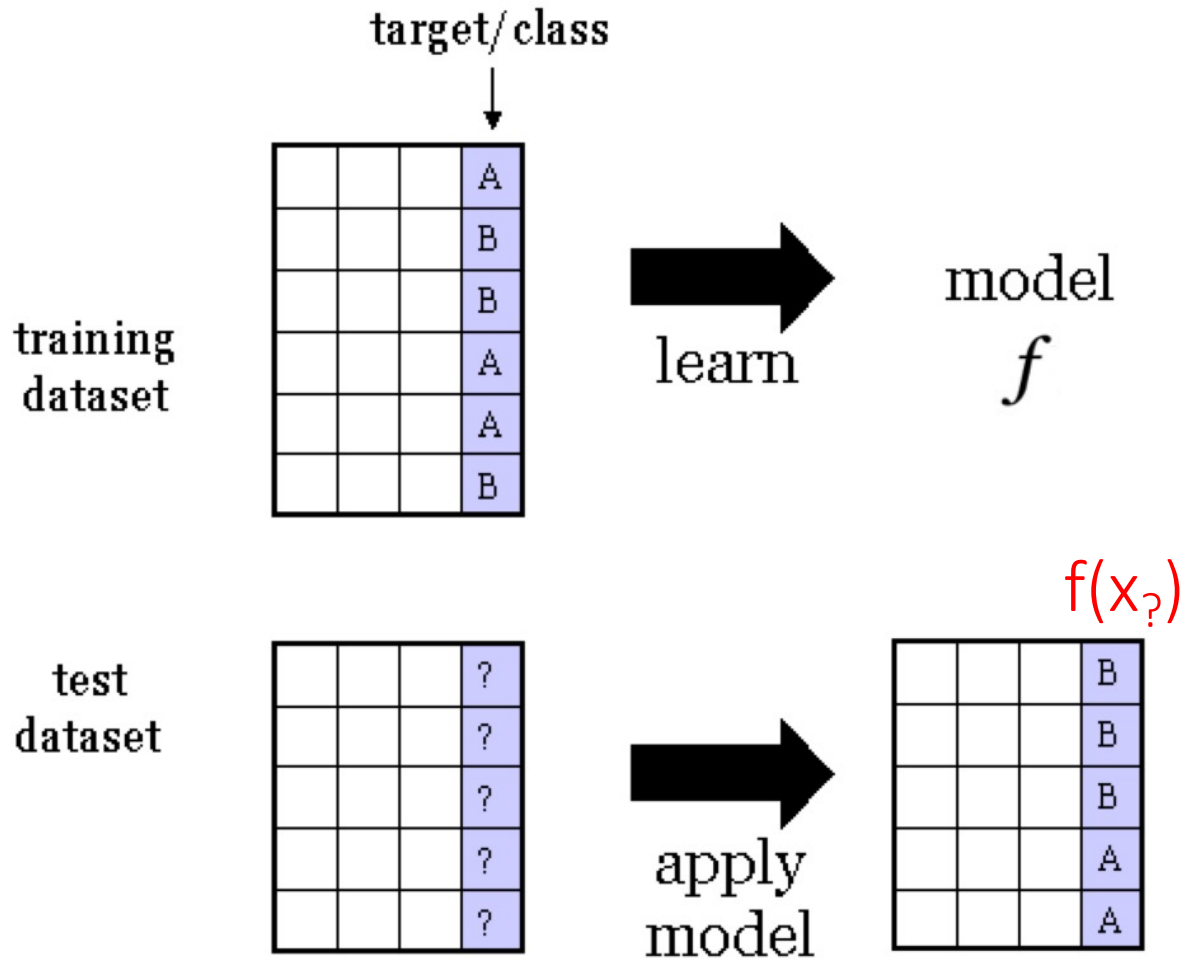 target/class
A
B
B
A
A
B
training
dataset
learn
model
f
f(x?)
test
dataset
?
?
?
?
?
apply
model
B
B
B
A
A